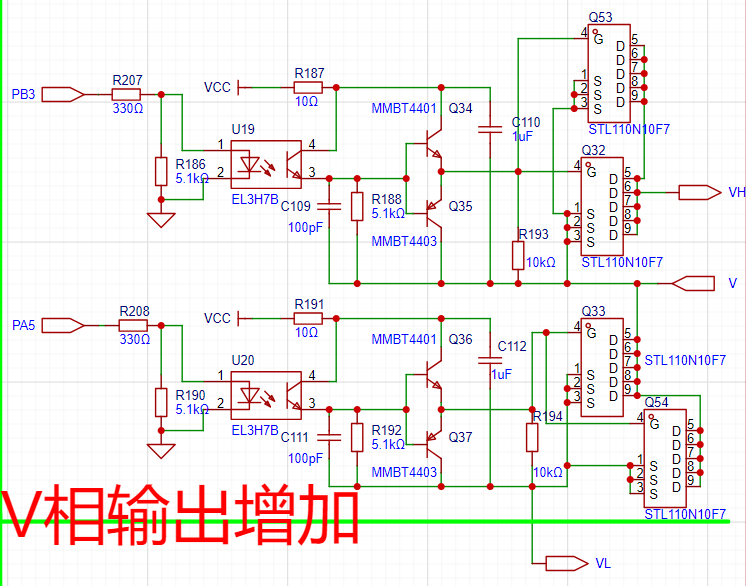 Q53
4 G D 5
D 6
1 S D 7
2 S D 8
3 S D 9
STL110N10F7
PB3 R207 330Ω
VCC R187 10Ω
MMBT4401 Q34
C110 1uF
U19
1 4
2 3
EL3H7B
R186 5.1kΩ
C109 100pF
R188 5.1kΩ
Q35
MMBT4403
Q32
4 G D 5
D 6
D 7
1 S D 8
2 S D 9
3 S
STL110N10F7
VH
R193 10kΩ
V
PA5 R208 330Ω
VCC R191 10Ω
MMBT4401 Q36
C112 1uF
U20
1 4
2 3
EL3H7B
R190 5.1kΩ
C111 100pF
R192 5.1kΩ
Q37
MMBT4403
Q33
4 G D 5
D 6
1 S D 7
2 S D 8
3 S D 9
STL110N10F7
R194 10kΩ
Q54
4 G D 5
D 6
1 S D 7
2 S D 8
3 S D 9
STL110N10F7
V相输出增加
VL